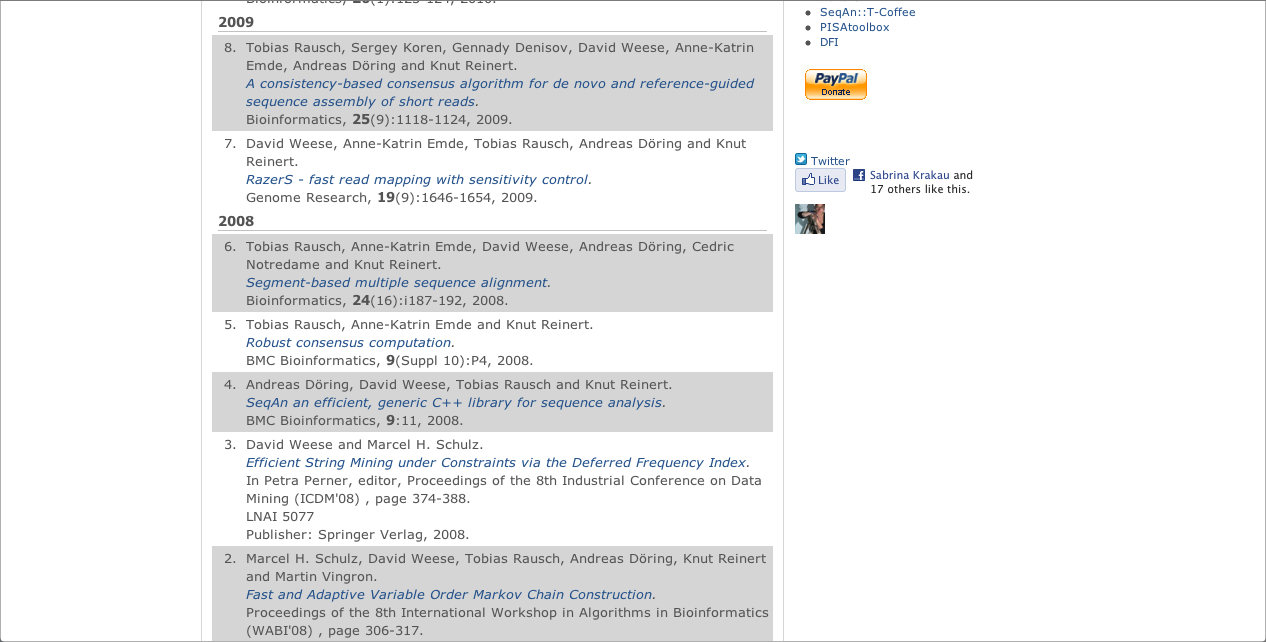 2009
8. Tobias Rausch, Sergey Koren, Gennady Denisov, David Weese, Anne-Katrin
Emde, Andreas Döring and Knut Reinert.
A consistency-based consensus algorithm for de novo and reference-guided
sequence assembly of short reads.
Bioinformatics, 25(9):1118-1124, 2009.
7. David Weese, Anne-Katrin Emde, Tobias Rausch, Andreas Döring and Knut
Reinert.
RazerS - fast read mapping with sensitivity control.
Genome Research, 19(9):1646-1654, 2009.
2008
6. Tobias Rausch, Anne-Katrin Emde, David Weese, Andreas Döring, Cedric
Notredame and Knut Reinert.
Segment-based multiple sequence alignment.
Bioinformatics, 24(16):i187-192, 2008.
5. Tobias Rausch, Anne-Katrin Emde and Knut Reinert.
Robust consensus computation.
BMC Bioinformatics, 9(Suppl 10):P4, 2008.
4. Andreas Döring, David Weese, Tobias Rausch and Knut Reinert.
SeqAn an efficient, generic C++ library for sequence analysis.
BMC Bioinformatics, 9:11, 2008.
3. David Weese and Marcel H. Schulz.
Efficient String Mining under Constraints via the Deferred Frequency Index.
In Petra Perner, editor, Proceedings of the 8th Industrial Conference on Data
Mining (ICDM'08) , page 374-388.
LNAI 5077
Publisher: Springer Verlag, 2008.
2. Marcel H. Schulz, David Weese, Tobias Rausch, Andreas Döring, Knut Reinert
and Martin Vingron.
Fast and Adaptive Variable Order Markov Chain Construction.
Proceedings of the 8th International Workshop in Algorithms in Bioinformatics
(WABI'08) , page 306-317.
SeqAn::T-Coffee
PISAtoolbox
DFI
PayPal
Donate
Twitter
Like
Sabrina Krakau and
17 others like this.